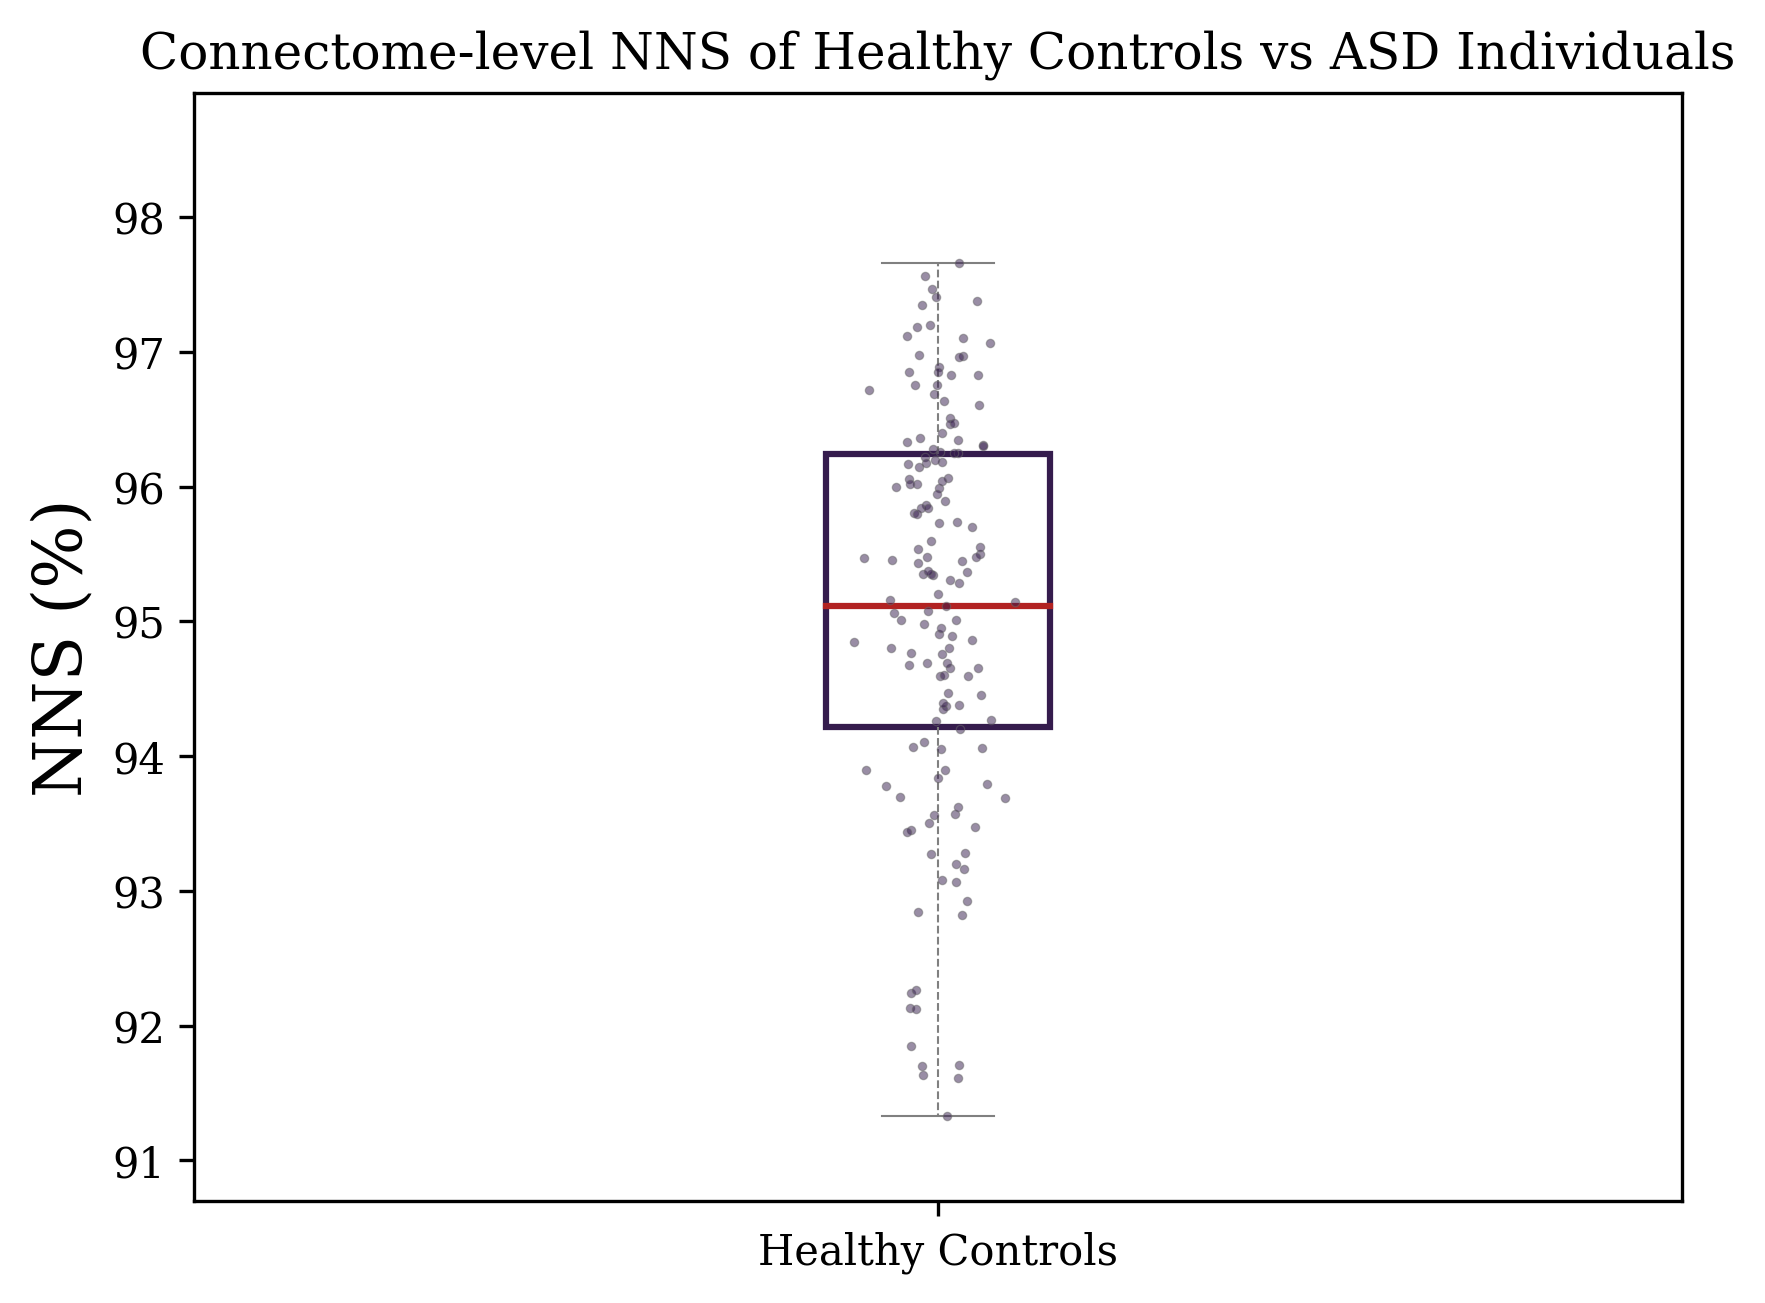 Connectome-level NNS of Healthy Controls vs ASD Individuals
NNS (%)
98
97
96
95
94
93
92
91
Healthy Controls